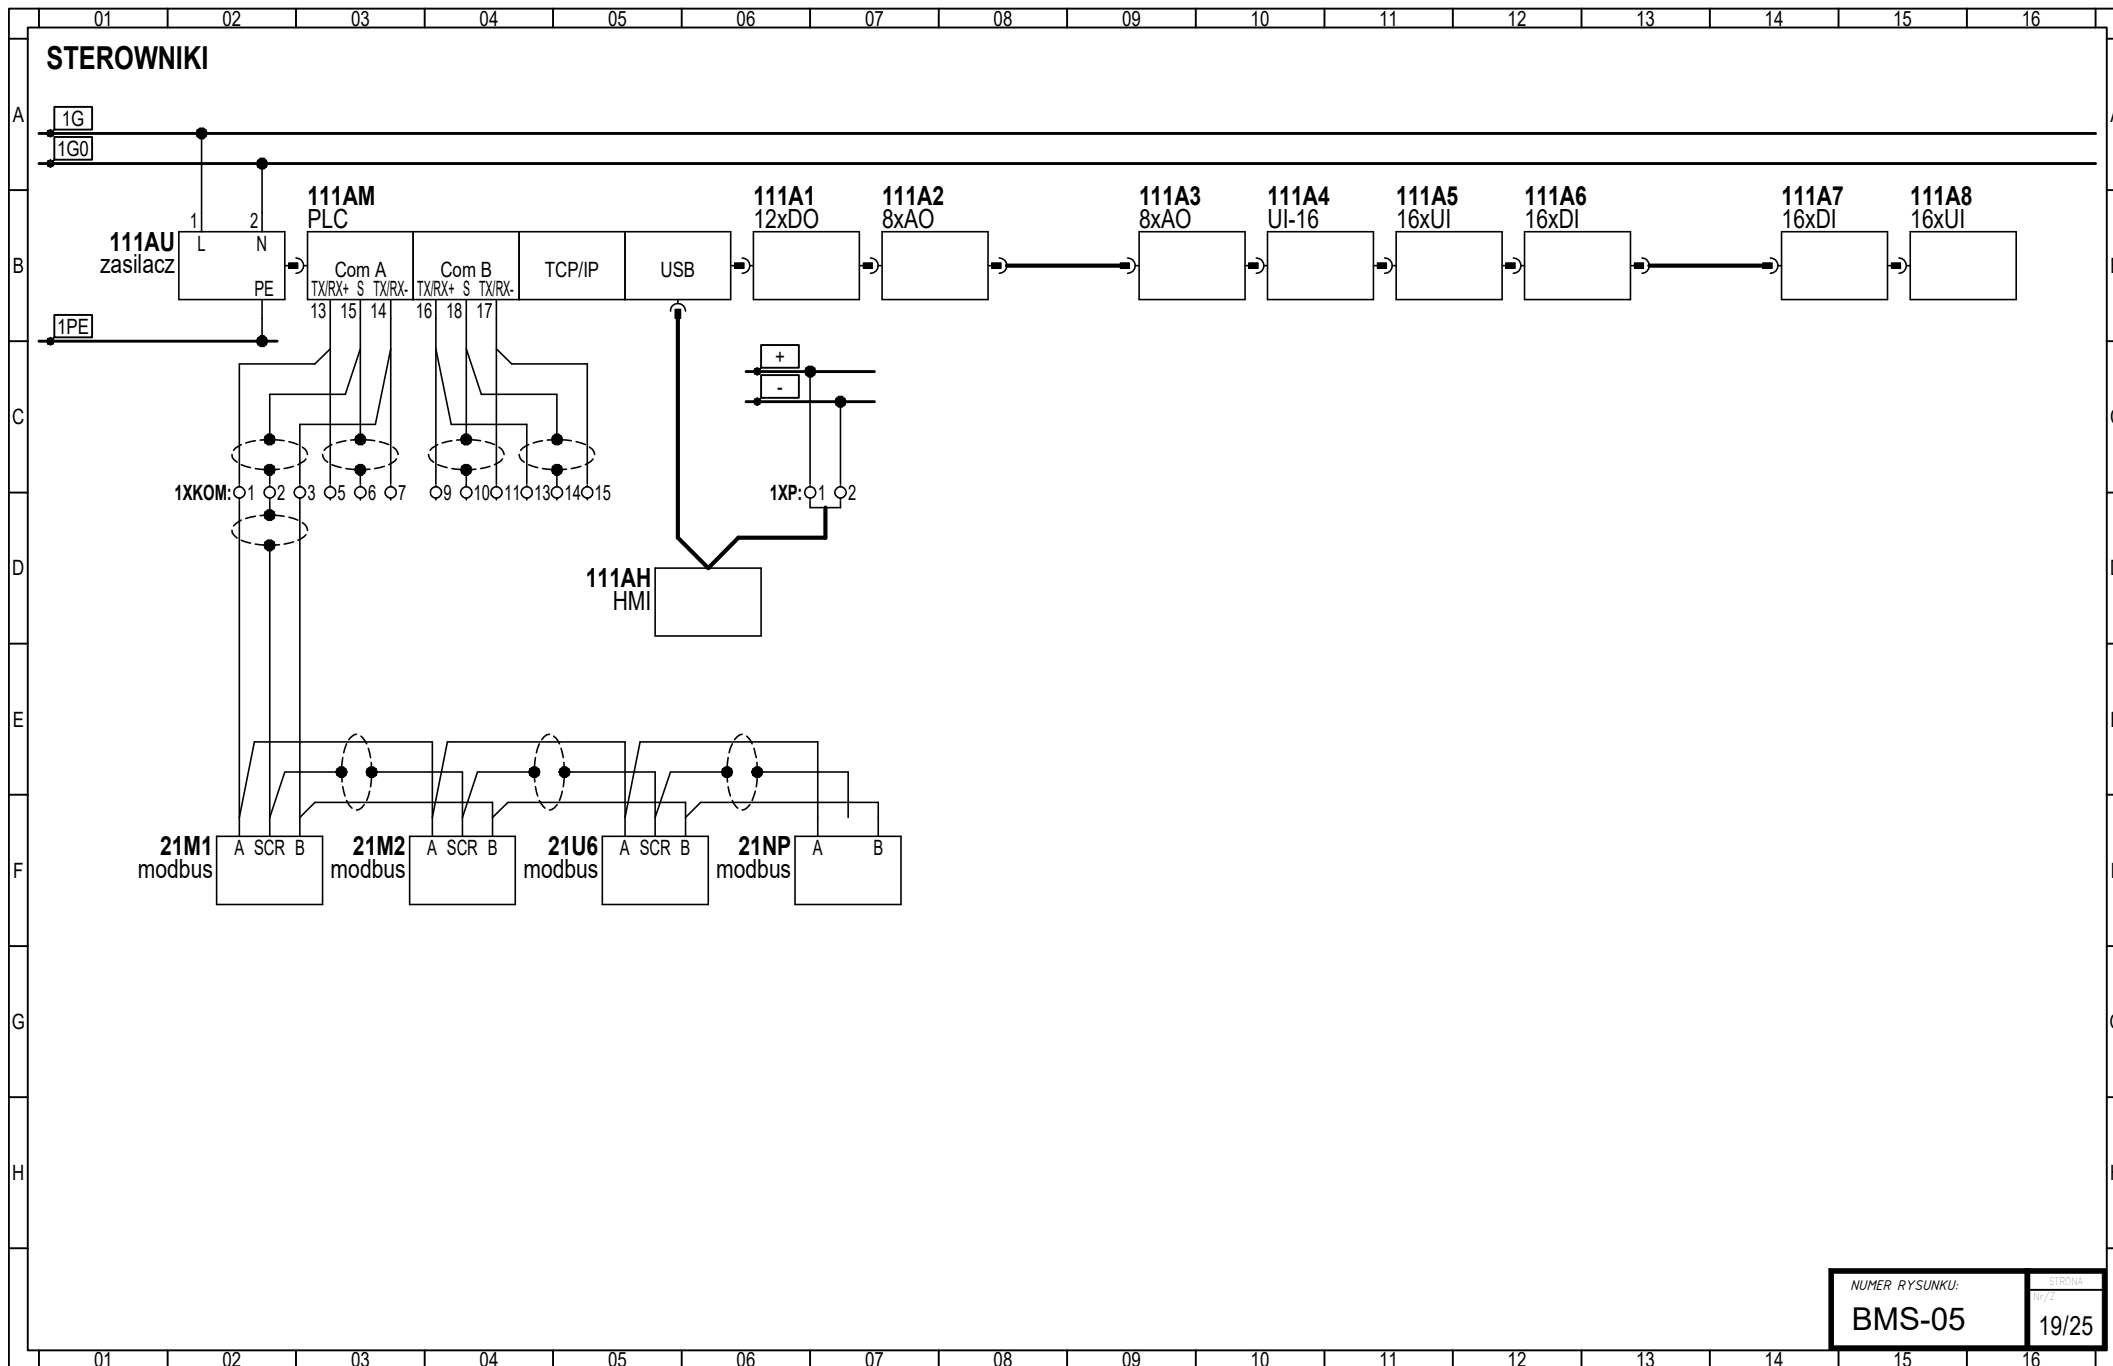 01 02 03 04 05 06 07 08 09 10 11 12 13 14 15 16
STEROWNIKI
A
1G
1G0
111AM 111A1 111A2 111A3 111A4 111A5 111A6 111A7 111A8
PLC 12xDO 8xAO 8xAO UI-16 16xUI 16xDI 16xDI 16xUI
1 2
111AU L N
zasilacz
B
Com A Com B TCP/IP USB
PE TX/RX+ S TX/RX- TX/RX+ S TX/RX-
13 15 14 16 18 17
1PE
+
-
C
1XKOM: 1 2 3 5 6 7 9 10 11 13 14 15 1XP: 1 2
D
111AH
HMI
E
21M1 A SCR B 21M2 A SCR B 21U6 A SCR B 21NP A B
modbus modbus modbus modbus
F
G
H
NUMER RYSUNKU: STRONA
Nr/Z
BMS-05 19/25
01 02 03 04 05 06 07 08 09 10 11 12 13 14 15 16